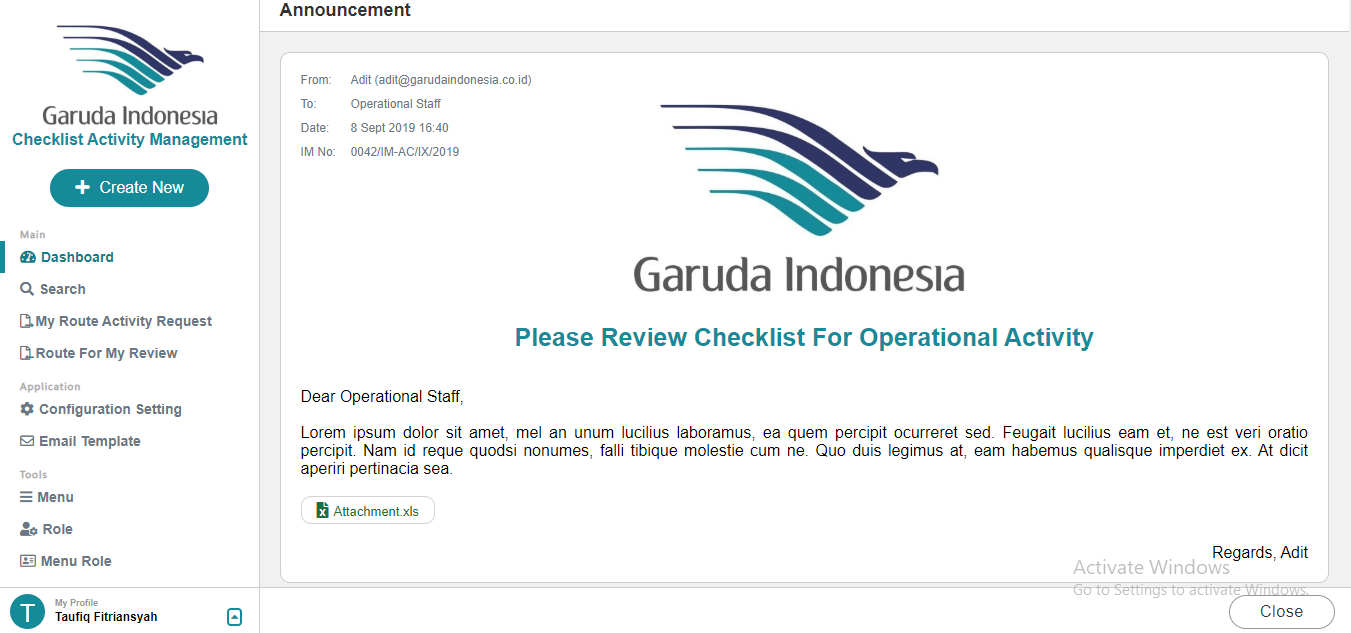 Garuda Indonesia
Checklist Activity Management
Create New
Main
Dashboard
Search
My Route Activity Request
Route For My Review
Application
Configuration Setting
Email Template
Tools
Menu
Role
Menu Role
My Profile
T
Taufiq Fitriansyah
Announcement
From: Adit (adit@garudaindonesia.co.id)
To: Operational Staff
Date: 8 Sept 2019 16:40
IM No: 0042/IM-AC/IX/2019
Garuda Indonesia
Please Review Checklist For Operational Activity
Dear Operational Staff,
Lorem ipsum dolor sit amet, mel an unum lucilius laboramus, ea quem percipit ocurreret sed. Feugait lucilius eam et, ne est veri oratio
percipit. Nam id reque quodsi nonumes, falli tibique molestie cum ne. Quo duis legimus at, eam habemus qualisque imperdiet ex. At dicit
aperiri pertinacia sea.
Attachment.xls
Regards, Adit
Activate Windows
Go to Settings to activate Windows.
Close